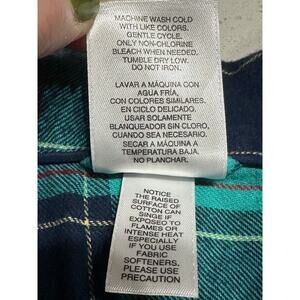 MACHINE WASH COLD
WITH LIKE COLORS.
GENTLE CYCLE.
ONLY NON-CHLORINE
BLEACH WHEN NEEDED.
TUMBLE DRY LOW.
DO NOT IRON.
LAVAR A MÁQUINA CON
AGUA FRÍA,
CON COLORES SIMILARES.
EN CICLO DELICADO.
USAR SOLAMENTE
BLANQUEADOR SIN CLORO,
CUANDO SEA NECESARIO.
SECAR A MÁQUINA A
TEMPERATURA BAJA.
NO PLANCHAR.
NOTICE
THE RAISED
SURFACE OF
COTTON CAN
SINGE IF
EXPOSED TO
FLAMES OR
INTENSE HEAT
ESPECIALLY
IF YOU USE
FABRIC
SOFTENERS.
PLEASE USE
PRECAUTION